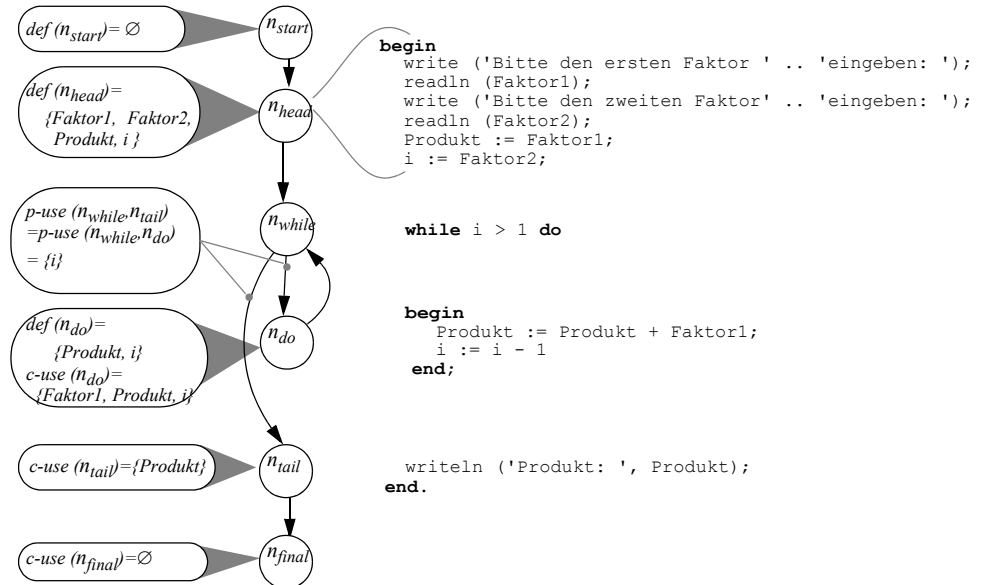 def (n_start)= ∅
n_start
begin
write ('Bitte den ersten Faktor ' .. 'eingeben: ');
readln (Faktor1);
write ('Bitte den zweiten Faktor' .. 'eingeben: ');
readln (Faktor2);
Produkt := Faktor1;
i := Faktor2;
def (n_head)=
{Faktor1, Faktor2,
Produkt, i }
n_head
p-use (n_while,n_tail)
=p-use (n_while,n_do)
= {i}
n_while
while i > 1 do
def (n_do)=
{Produkt, i}
c-use (n_do)=
{Faktor1, Produkt, i}
n_do
begin
Produkt := Produkt + Faktor1;
i := i - 1
end;
c-use (n_tail)={Produkt}
n_tail
writeln ('Produkt: ', Produkt);
end.
c-use (n_final)=∅
n_final